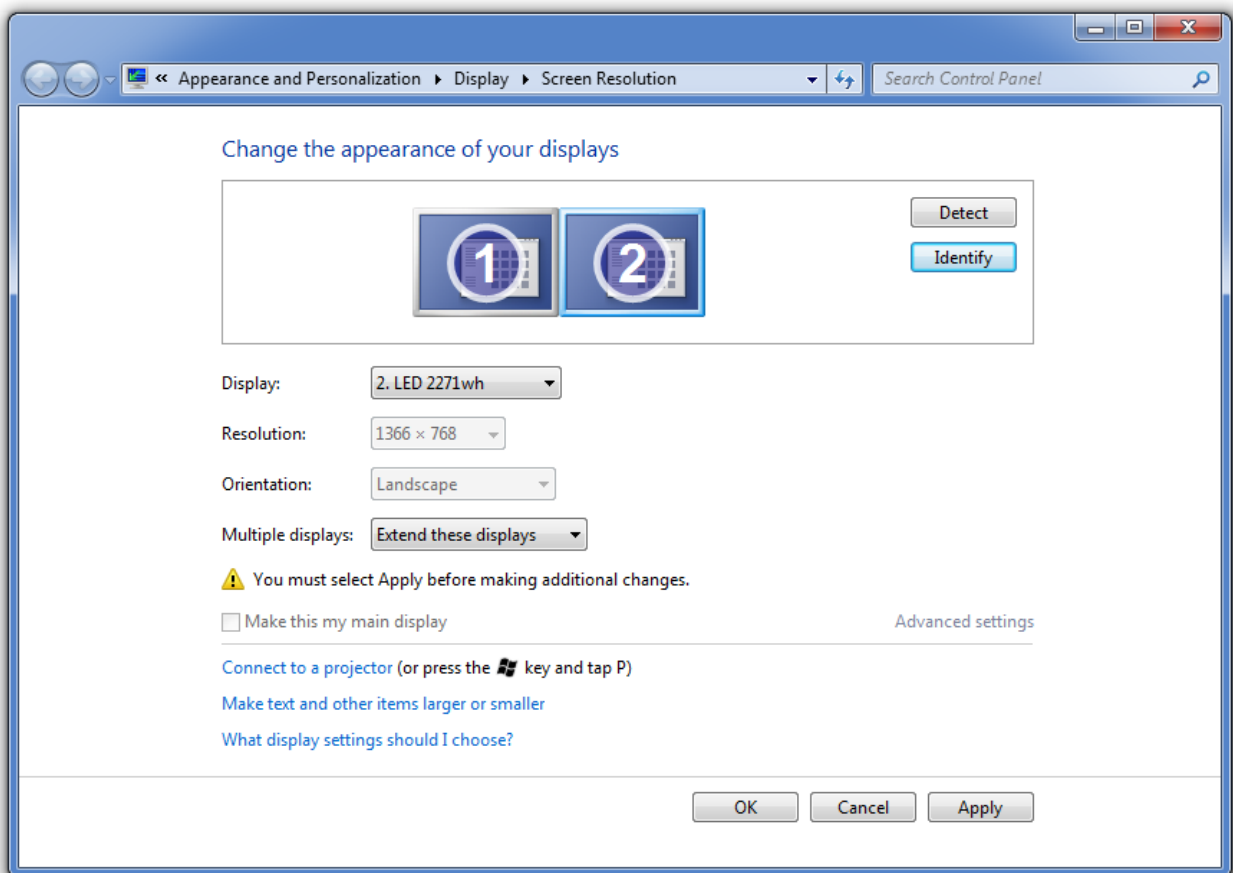 « Appearance and Personalization Display Screen Resolution Search Control Panel
Change the appearance of your displays
1 2
Detect
Identify
Display: 2. LED 2271wh
Resolution: 1366 × 768
Orientation: Landscape
Multiple displays: Extend these displays
You must select Apply before making additional changes.
Make this my main display Advanced settings
Connect to a projector (or press the key and tap P)
Make text and other items larger or smaller
What display settings should I choose?
OK Cancel Apply